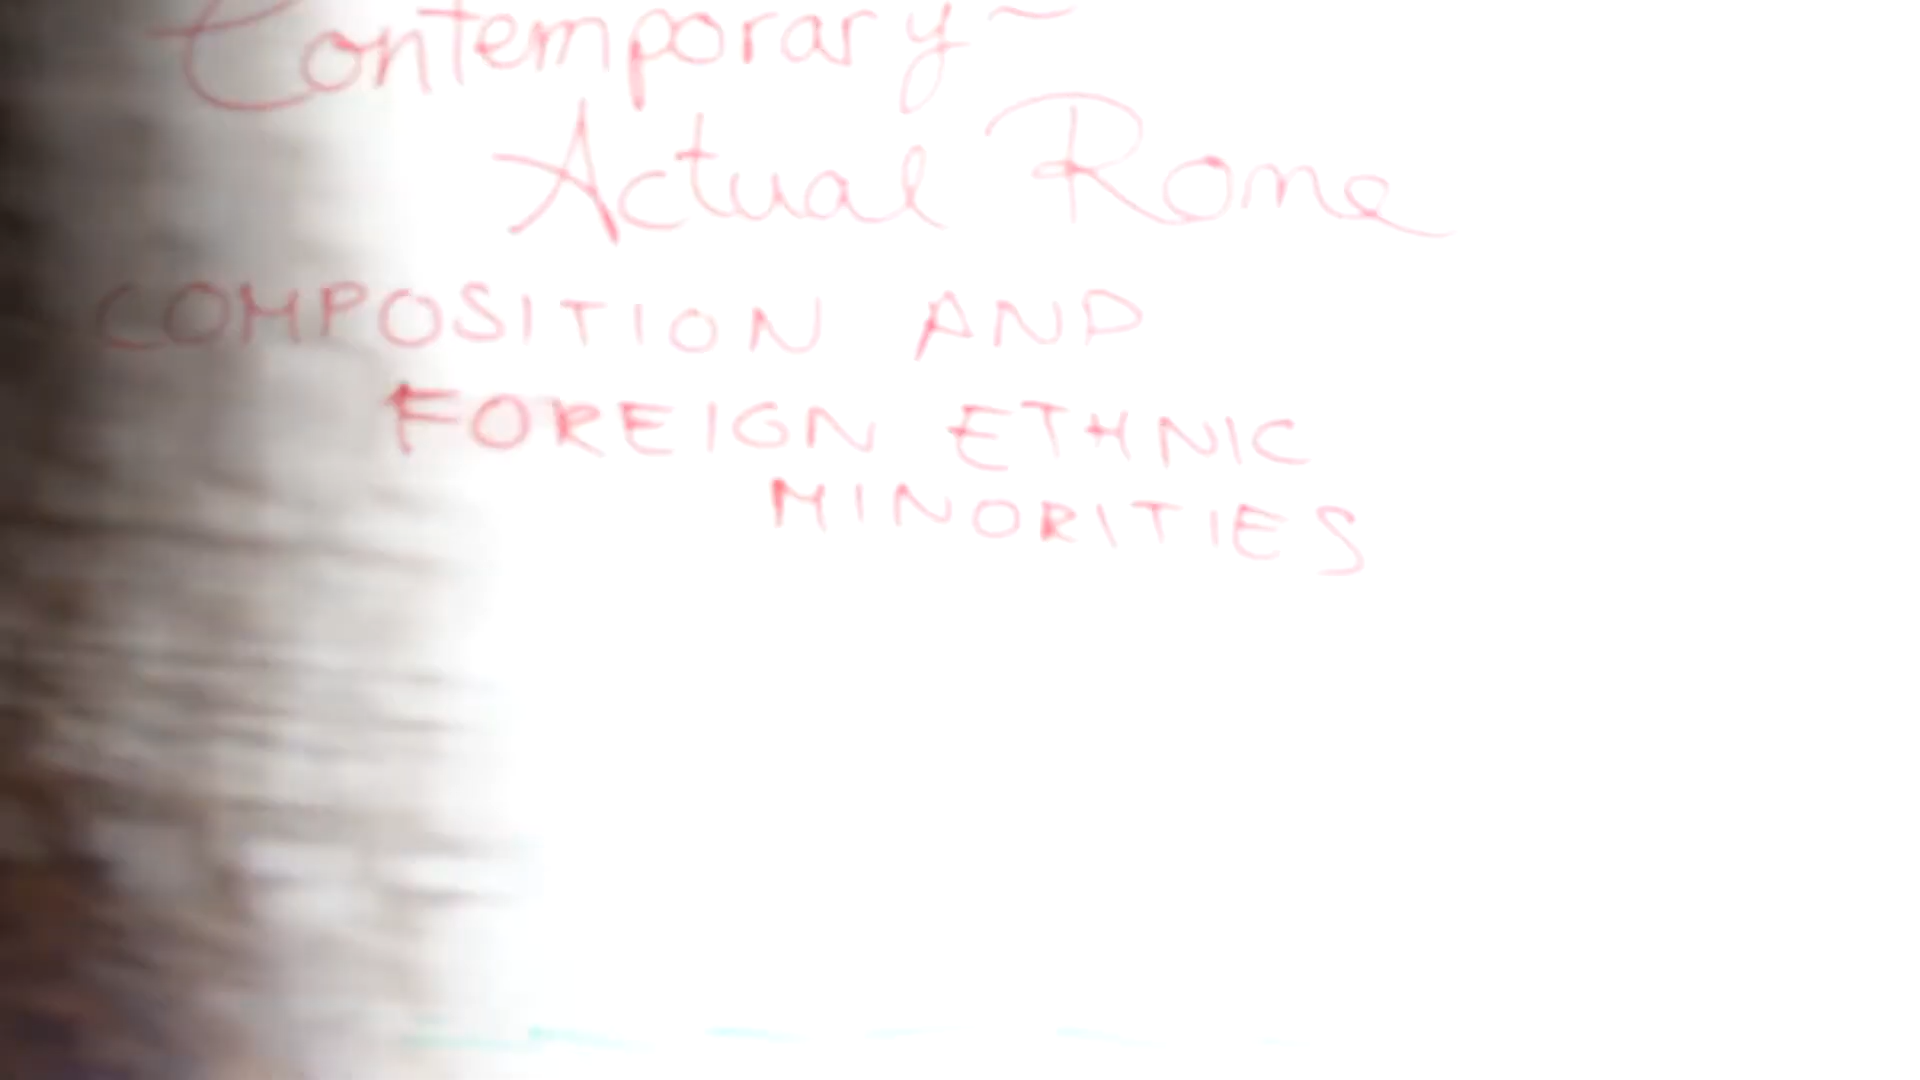 Contemporary-
Actual Rome
COMPOSITION AND
FOREIGN ETHNIC
MINORITIES